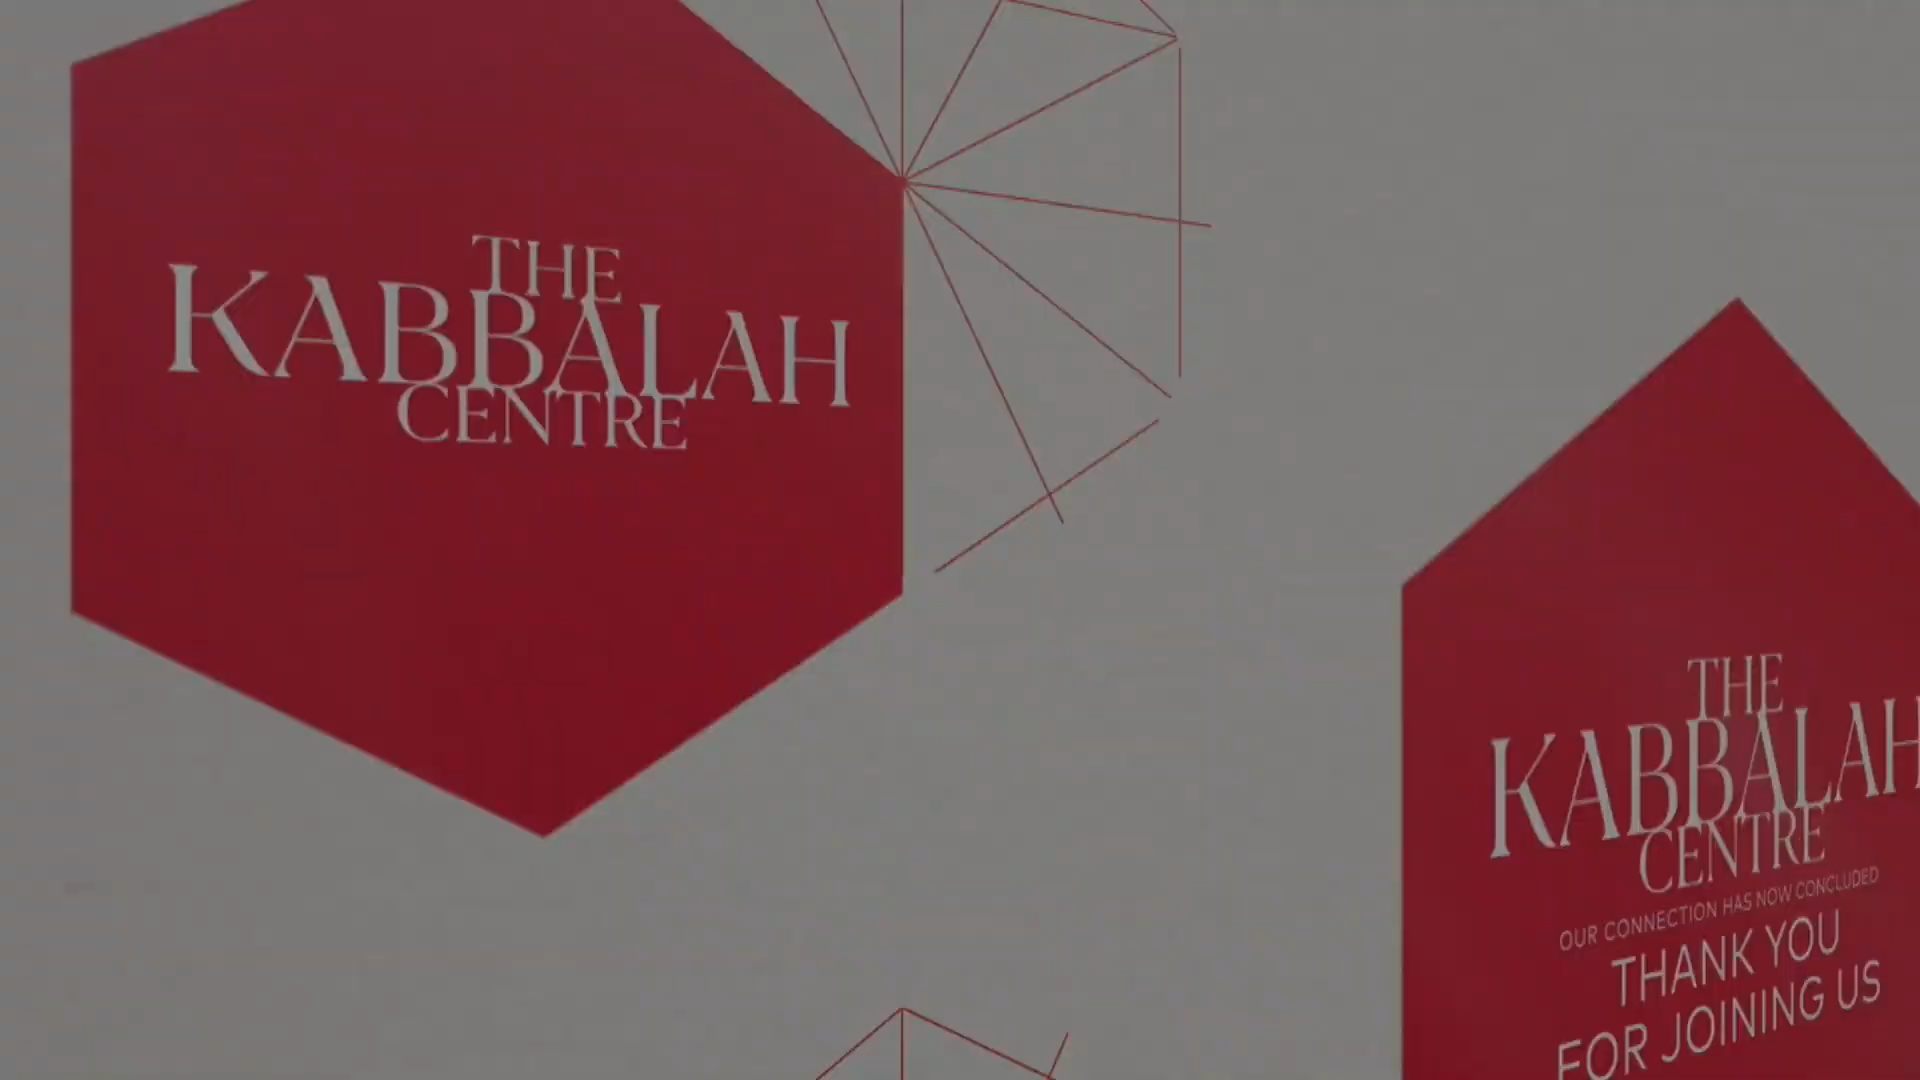 THE
KABBALAH
CENTRE
THE
KABBALAH
CENTRE
OUR CONNECTION HAS NOW CONCLUDED
THANK YOU
FOR JOINING US